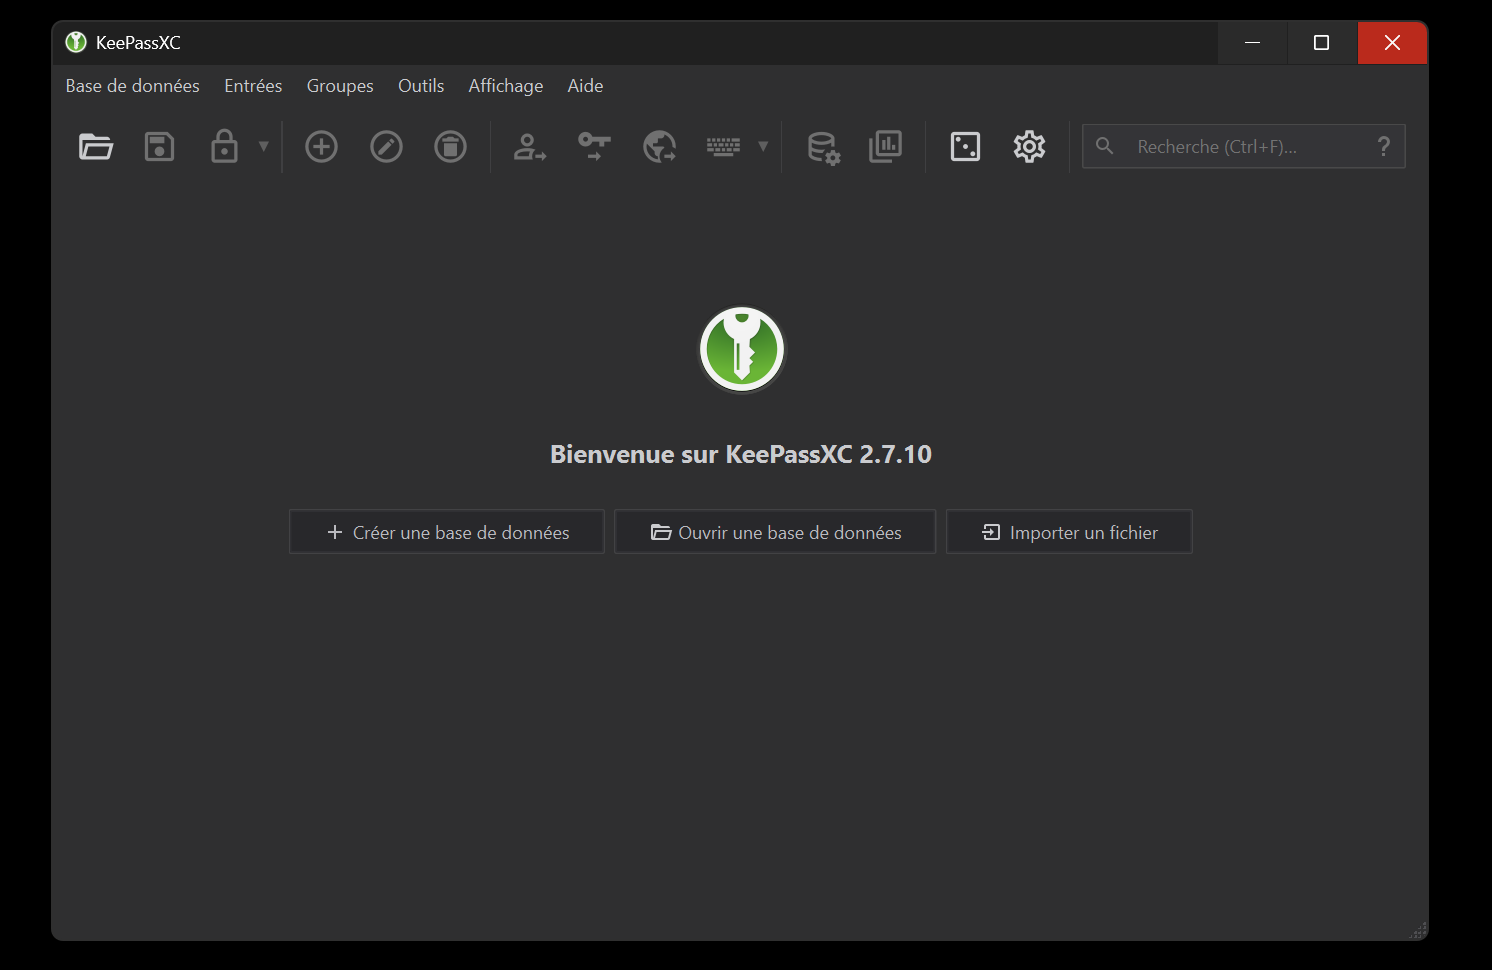 KeePassXC
Base de données Entrées Groupes Outils Affichage Aide
Recherche (Ctrl+F)... ?
Bienvenue sur KeePassXC 2.7.10
Créer une base de données Ouvrir une base de données Importer un fichier